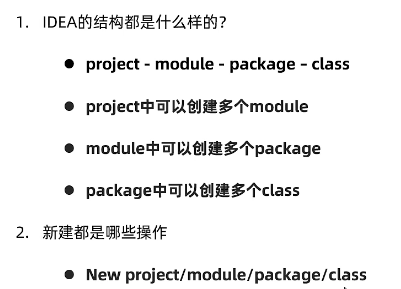 1. IDEA的结构都是什么样的?
● project - module - package – class
● project中可以创建多个module
● module中可以创建多个package
● package中可以创建多个class
2. 新建都是哪些操作
● New project/module/package/class